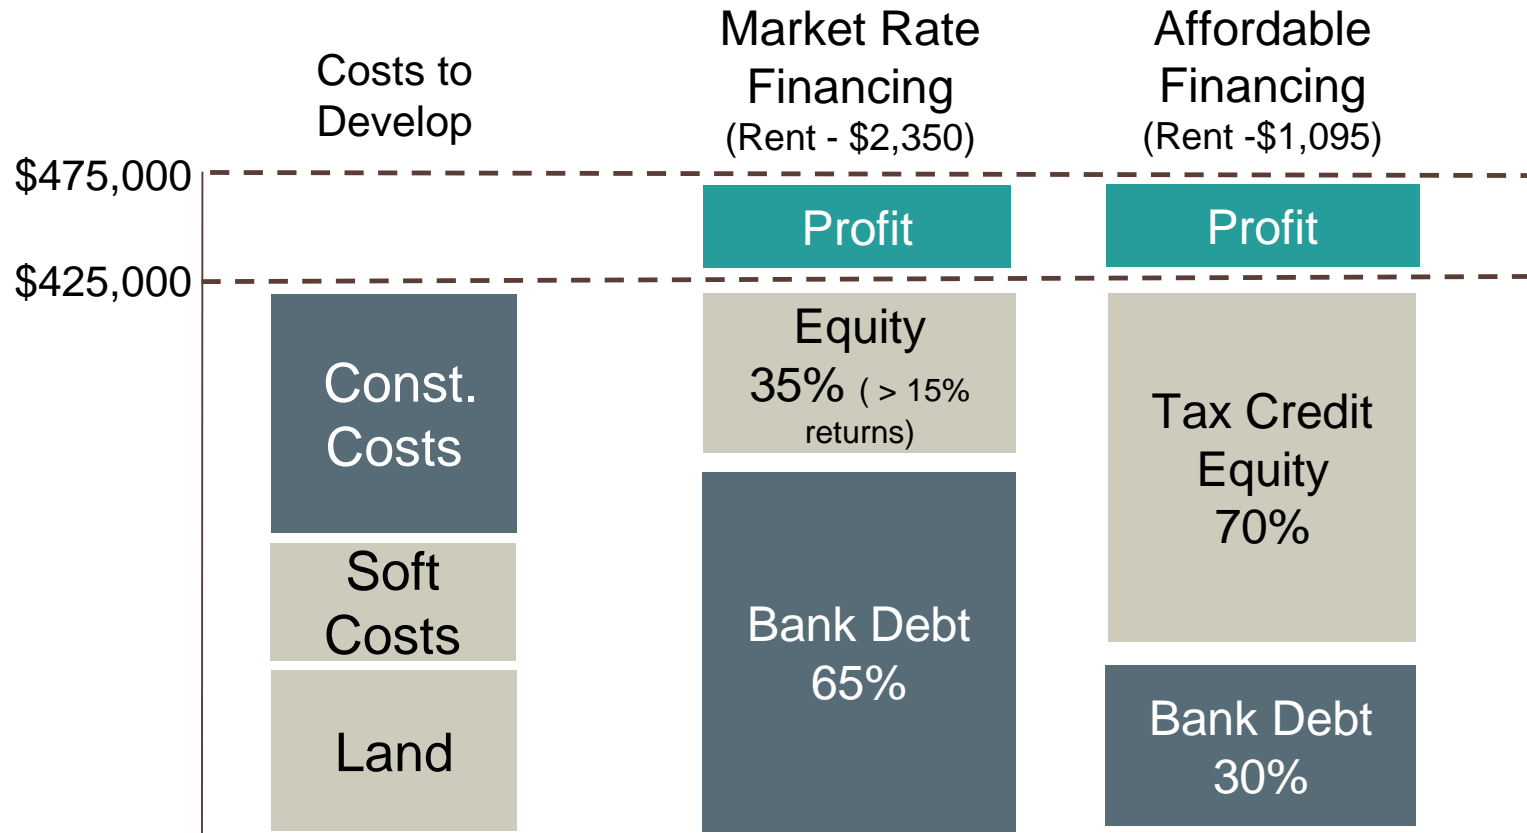 Costs to
Develop
Market Rate
Financing
(Rent - $2,350)
Affordable
Financing
(Rent -$1,095)
$475,000
$425,000
Const.
Costs
Soft
Costs
Land
Profit
Equity
35% ( > 15%
returns)
Bank Debt
65%
Profit
Tax Credit
Equity
70%
Bank Debt
30%